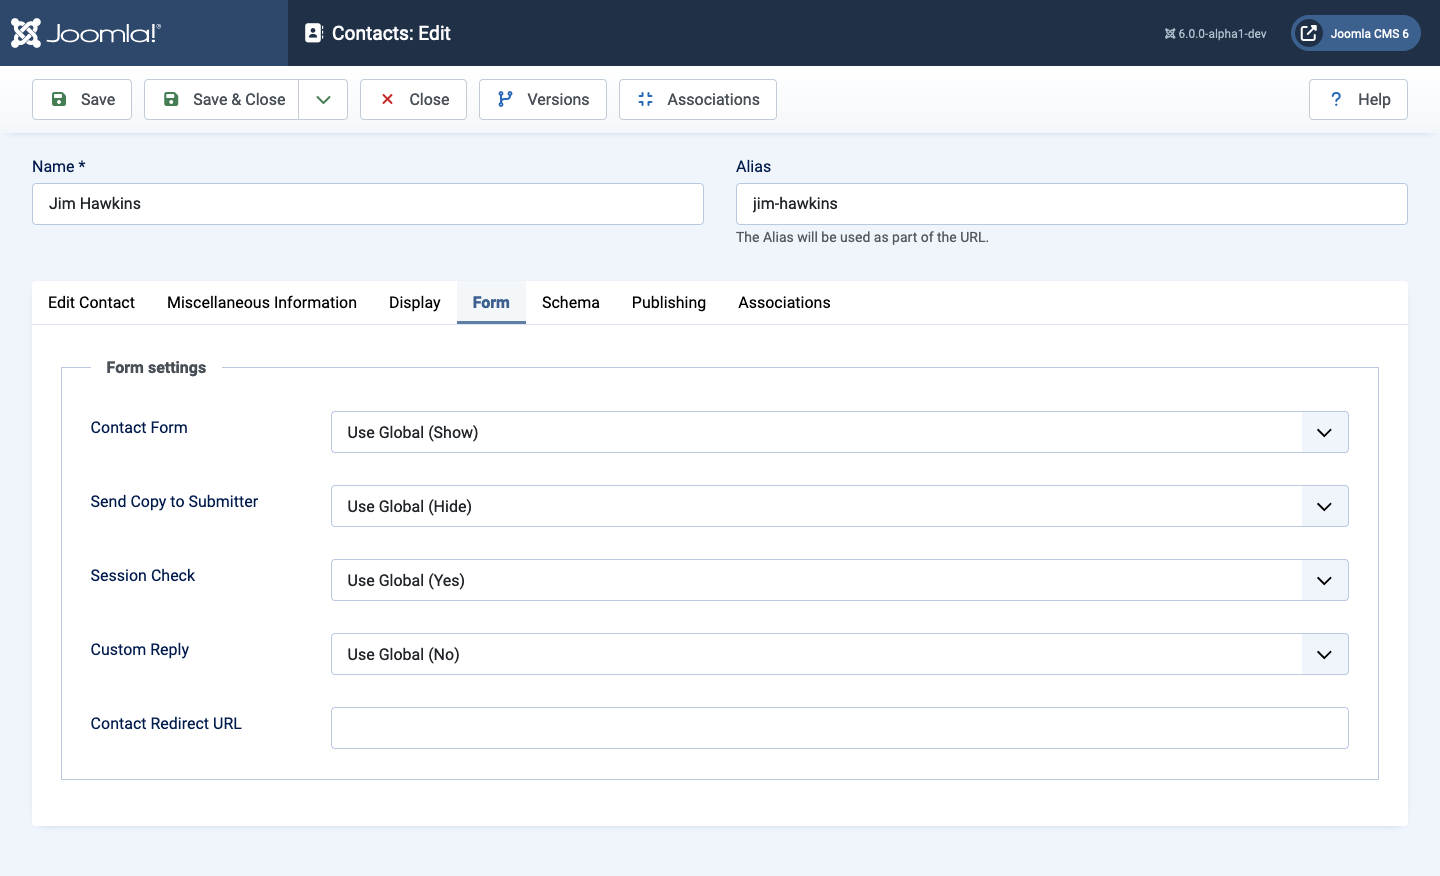 Joomla!® Contacts: Edit 6.0.0-alpha1-dev Joomla CMS 6
Save Save & Close Close Versions Associations ? Help
Name * Alias
Jim Hawkins jim-hawkins
The Alias will be used as part of the URL.
Edit Contact Miscellaneous Information Display Form Schema Publishing Associations
Form settings
Contact Form Use Global (Show)
Send Copy to Submitter Use Global (Hide)
Session Check Use Global (Yes)
Custom Reply Use Global (No)
Contact Redirect URL